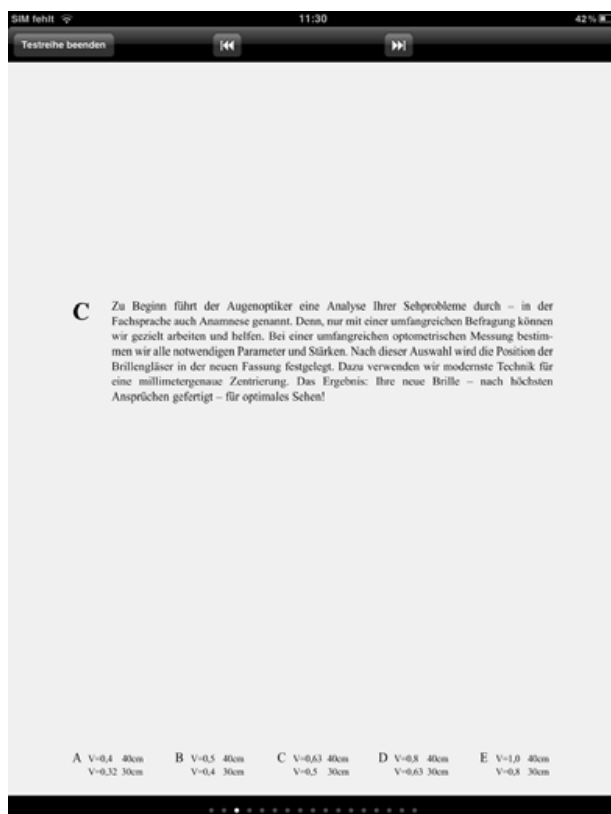 SIM fehlt 11:30 42 %
Testreihe beenden
C
Zu Beginn führt der Augenoptiker eine Analyse Ihrer Sehprobleme durch – in der
Fachsprache auch Anamnese genannt. Denn, nur mit einer umfangreichen Befragung können
wir gezielt arbeiten und helfen. Bei einer umfangreichen optometrischen Messung bestim-
men wir alle notwendigen Parameter und Stärken. Nach dieser Auswahl wird die Position der
Brillengläser in der neuen Fassung festgelegt. Dazu verwenden wir modernste Technik für
eine millimetergenaue Zentrierung. Das Ergebnis: Ihre neue Brille – nach höchsten
Ansprüchen gefertigt – für optimales Sehen!
A V=0,4 40cm B V=0,5 40cm C V=0,63 40cm D V=0,8 40cm E V=1,0 40cm
V=0,32 30cm V=0,4 30cm V=0,5 30cm V=0,63 30cm V=0,8 30cm